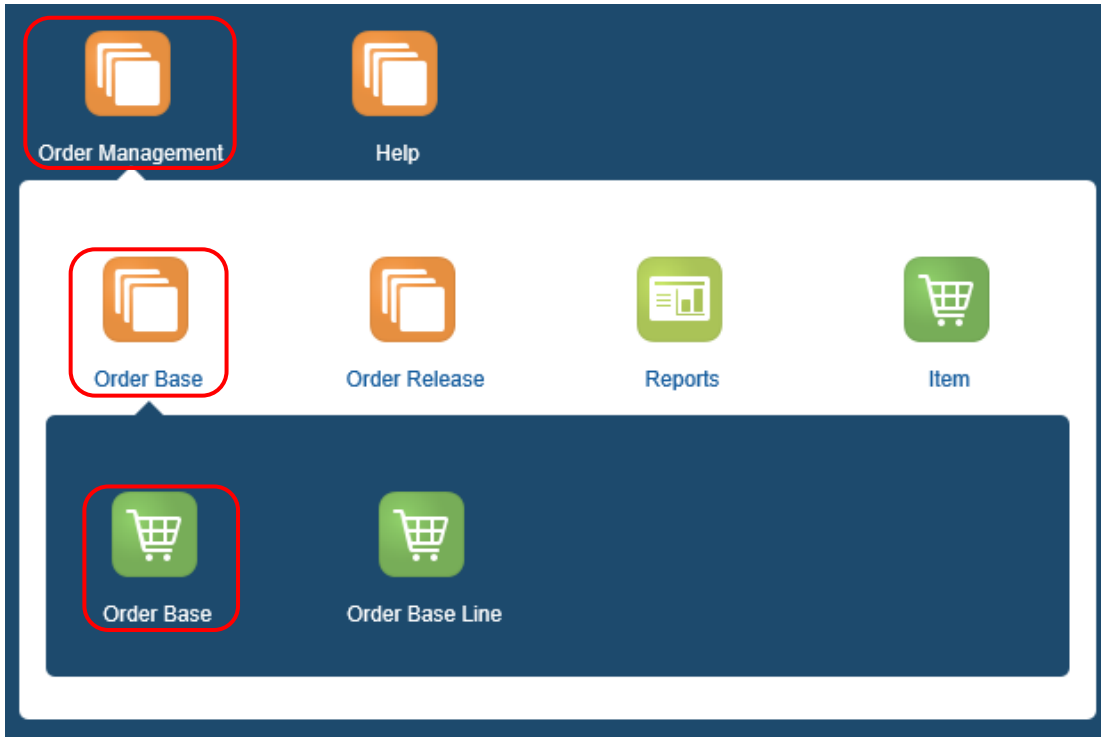 Order Management
Help
Order Base
Order Release
Reports
Item
Order Base
Order Base Line